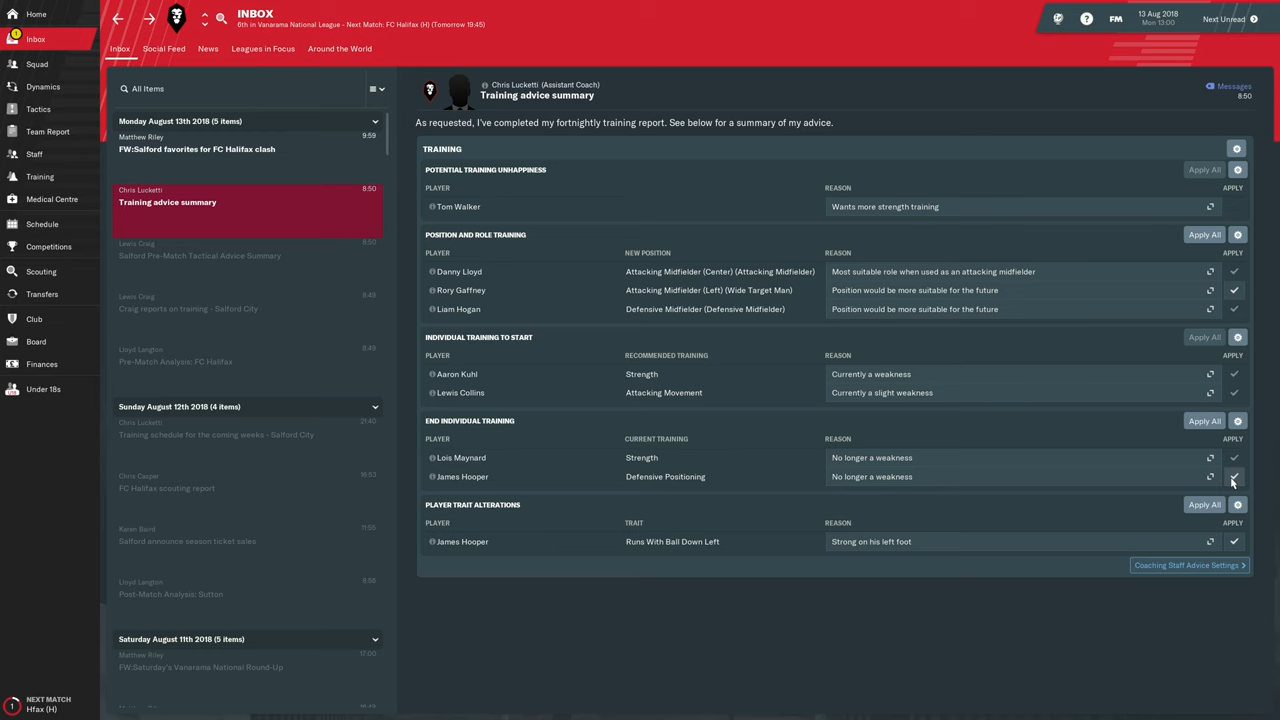 Home
INBOX
6th in Vanarama National League - Next Match: FC Halifax (H) (Tomorrow 19:45)
FM
13 Aug 2018
Mon 13:00
Next Unread
1
Inbox
Inbox
Social Feed
News
Leagues in Focus
Around the World
Squad
Dynamics
Tactics
Team Report
Staff
Training
Medical Centre
Schedule
Competitions
Scouting
Transfers
Club
Board
Finances
Under 18s
1
NEXT MATCH
Hfax (H)
All Items
Monday August 13th 2018 (5 items)
Matthew Riley 9:59
FW:Salford favorites for FC Halifax clash
Chris Lucketti 8:50
Training advice summary
Lewis Craig 8:50
Salford Pre-Match Tactical Advice Summary
Lewis Craig 8:49
Craig reports on training - Salford City
Lloyd Langton 8:49
Pre-Match Analysis: FC Halifax
Sunday August 12th 2018 (4 items)
Chris Lucketti 21:40
Training schedule for the coming weeks - Salford City
Chris Casper 16:53
FC Halifax scouting report
Karen Baird 11:55
Salford announce season ticket sales
Lloyd Langton 8:56
Post-Match Analysis: Sutton
Saturday August 11th 2018 (5 items)
Matthew Riley 17:00
FW:Saturday's Vanarama National Round-Up
Chris Lucketti (Assistant Coach)
Training advice summary
Messages
8:50
As requested, I've completed my fortnightly training report. See below for a summary of my advice.
TRAINING
POTENTIAL TRAINING UNHAPPINESS Apply All
PLAYER REASON APPLY
Tom Walker Wants more strength training
POSITION AND ROLE TRAINING Apply All
PLAYER NEW POSITION REASON APPLY
Danny Lloyd Attacking Midfielder (Center) (Attacking Midfielder) Most suitable role when used as an attacking midfielder
Rory Gaffney Attacking Midfielder (Left) (Wide Target Man) Position would be more suitable for the future
Liam Hogan Defensive Midfielder (Defensive Midfielder) Position would be more suitable for the future
INDIVIDUAL TRAINING TO START Apply All
PLAYER RECOMMENDED TRAINING REASON APPLY
Aaron Kuhl Strength Currently a weakness
Lewis Collins Attacking Movement Currently a slight weakness
END INDIVIDUAL TRAINING Apply All
PLAYER CURRENT TRAINING REASON APPLY
Lois Maynard Strength No longer a weakness
James Hooper Defensive Positioning No longer a weakness
PLAYER TRAIT ALTERATIONS Apply All
PLAYER TRAIT REASON APPLY
James Hooper Runs With Ball Down Left Strong on his left foot
Coaching Staff Advice Settings